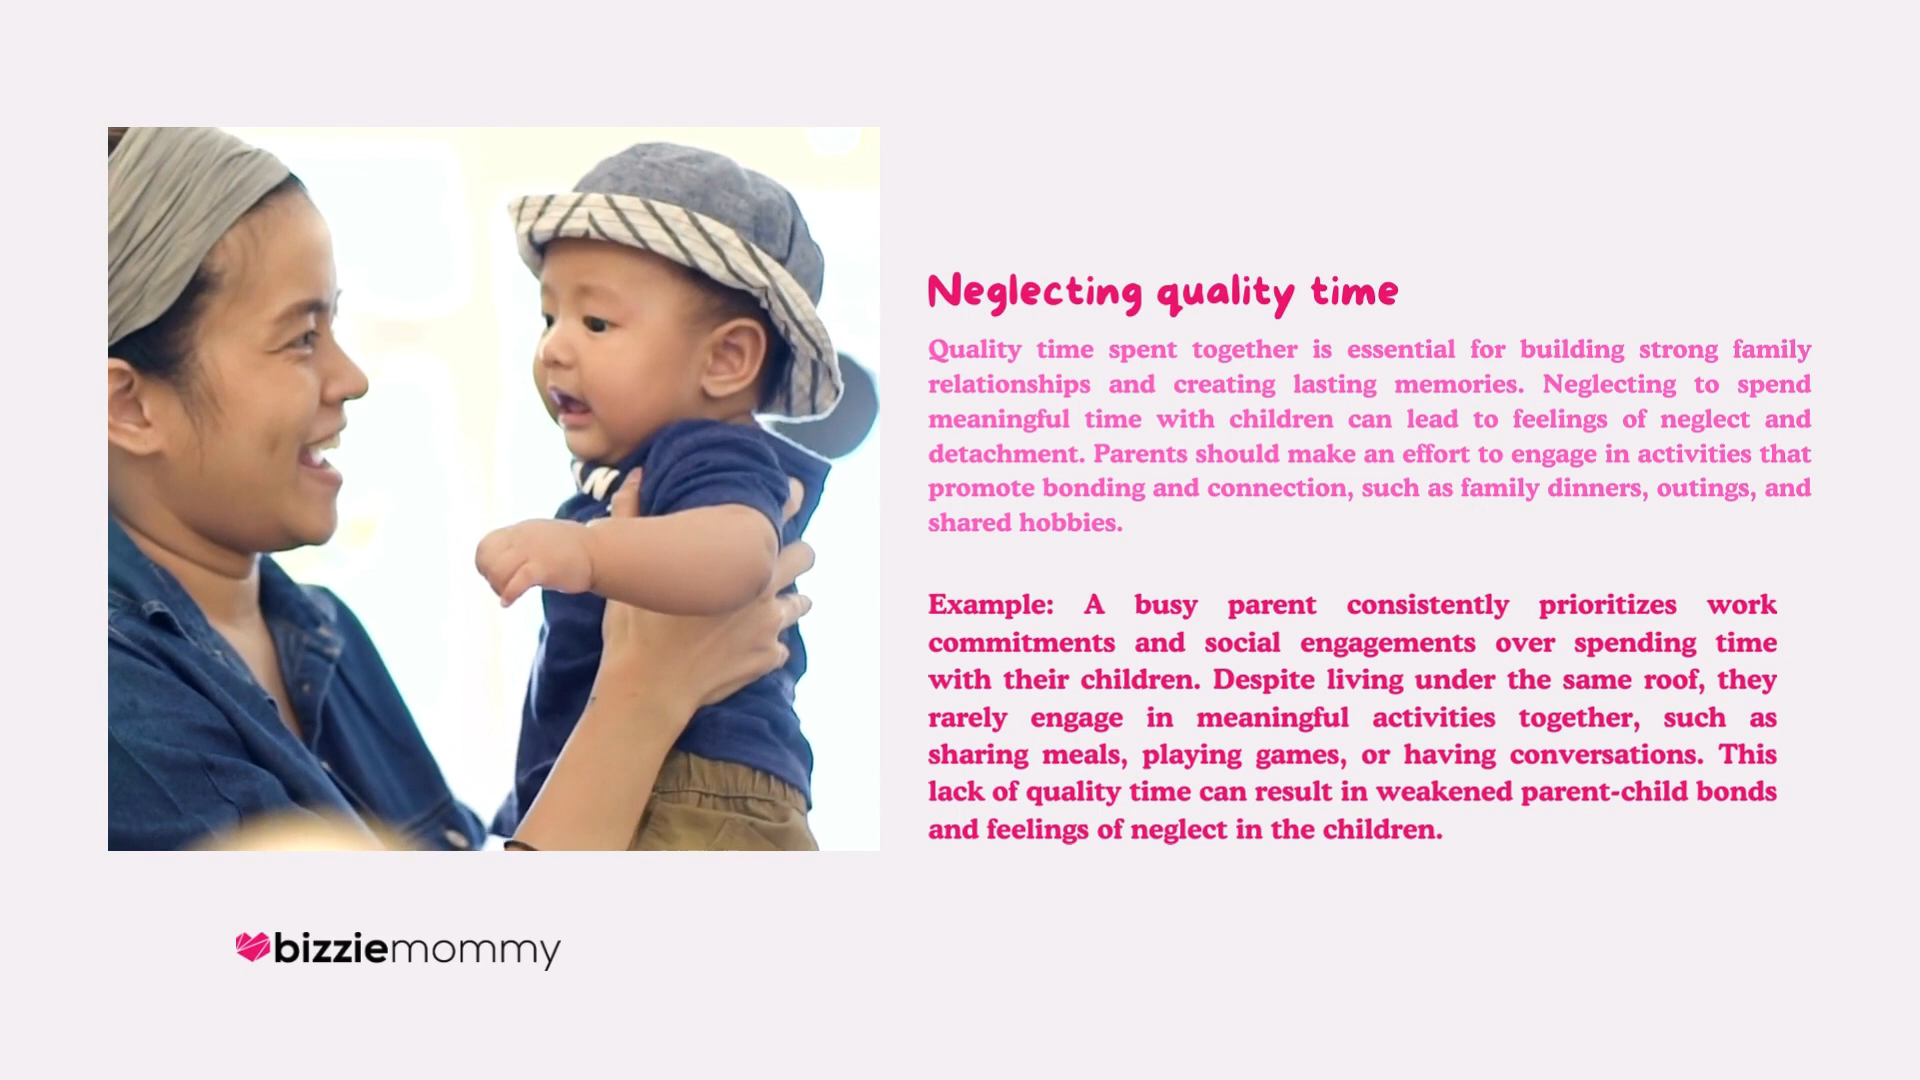 Neglecting quality time
Quality time spent together is essential for building strong family
relationships and creating lasting memories. Neglecting to spend
meaningful time with children can lead to feelings of neglect and
detachment. Parents should make an effort to engage in activities that
promote bonding and connection, such as family dinners, outings, and
shared hobbies.
Example: A busy parent consistently prioritizes work
commitments and social engagements over spending time
with their children. Despite living under the same roof, they
rarely engage in meaningful activities together, such as
sharing meals, playing games, or having conversations. This
lack of quality time can result in weakened parent-child bonds
and feelings of neglect in the children.
bizziemommy